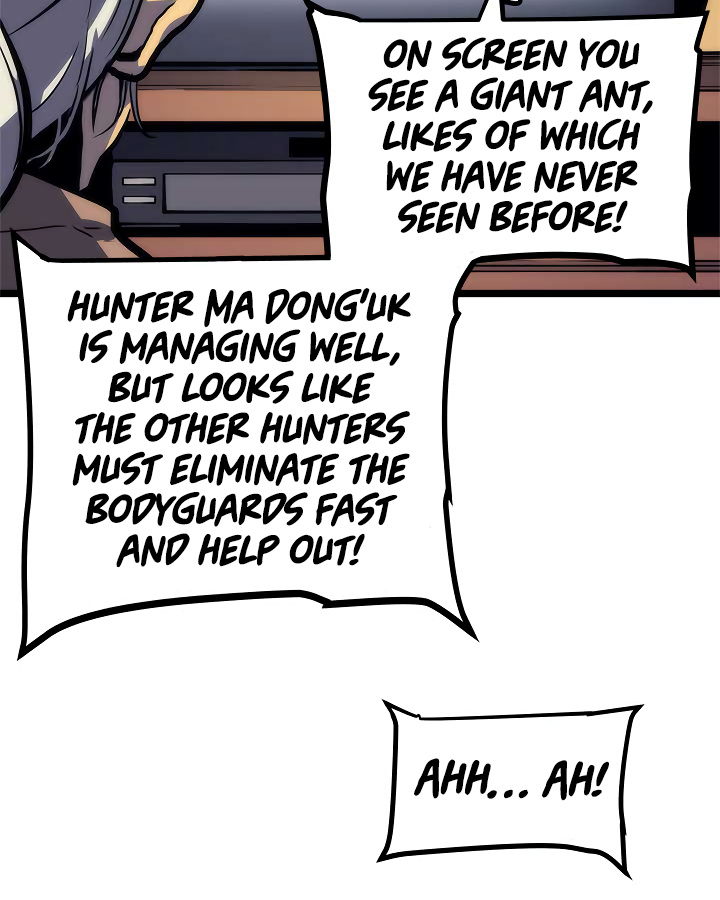 ON SCREEN YOU
SEE A GIANT ANT,
LIKES OF WHICH
WE HAVE NEVER
SEEN BEFORE!
HUNTER MA DONG'UK
IS MANAGING WELL,
BUT LOOKS LIKE
THE OTHER HUNTERS
MUST ELIMINATE THE
BODYGUARDS FAST
AND HELP OUT!
AHH... AH!